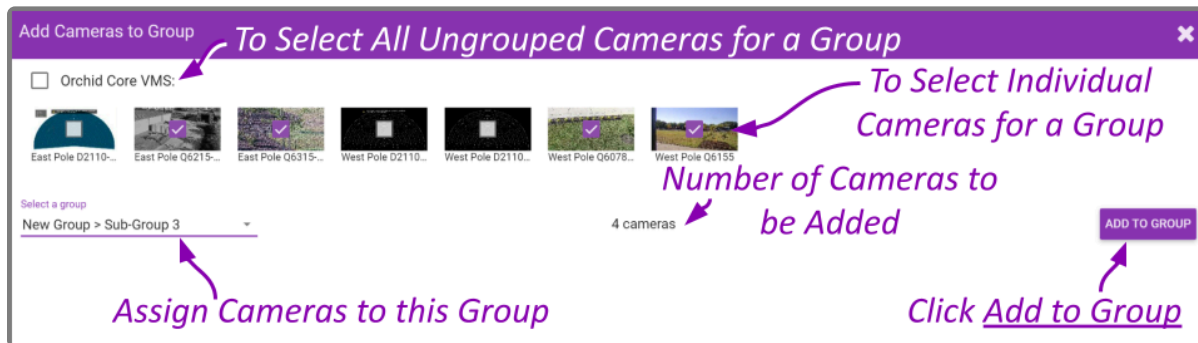 Add Cameras to Group
To Select All Ungrouped Cameras for a Group
Orchid Core VMS:
To Select Individual
Cameras for a Group
East Pole D2110-...
East Pole Q6215-...
East Pole Q6315-...
West Pole D2110...
West Pole D2110...
West Pole Q6078...
West Pole Q6155
Number of Cameras to
be Added
Select a group
New Group > Sub-Group 3
4 cameras
ADD TO GROUP
Assign Cameras to this Group
Click Add to Group